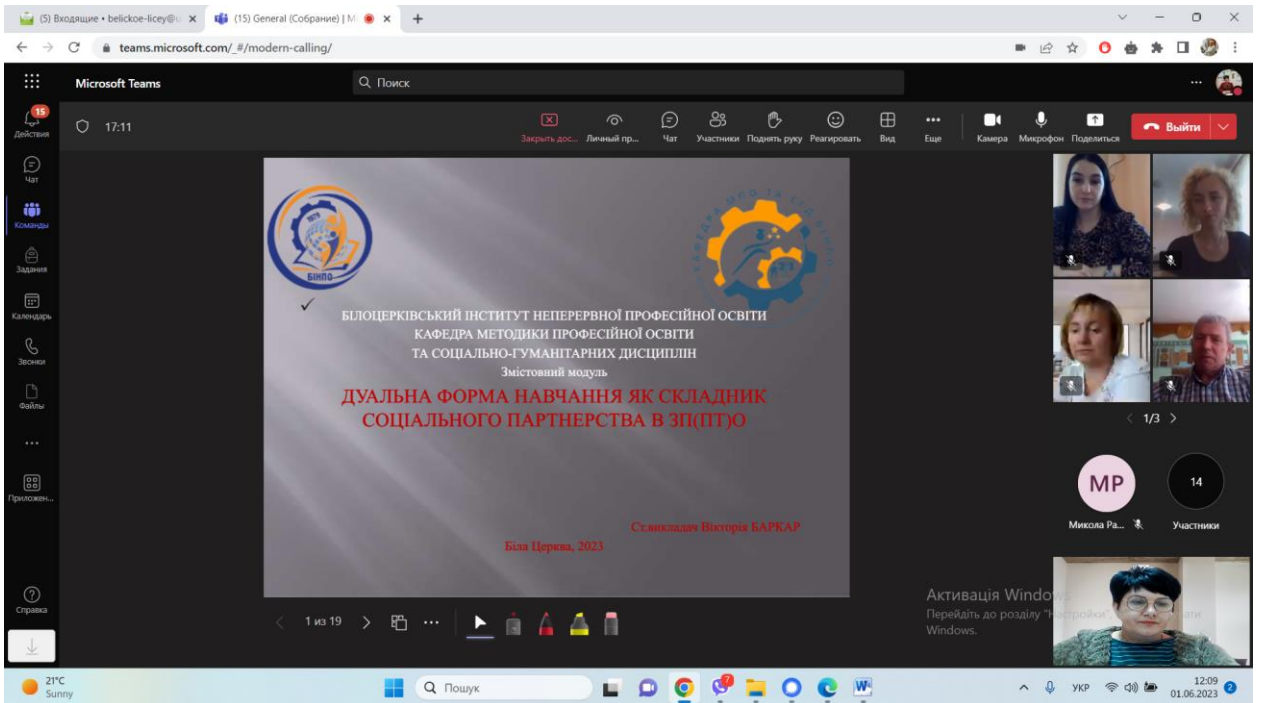 (5) Входящие • belickoe-licey@u
(15) General (Собрание) | M
teams.microsoft.com/_#/modern-calling/
Microsoft Teams
Поиск
15
Действия
17:11
Закрыть дос...
Личный пр...
Чат
Участники
Поднять руку
Реагировать
Вид
Еще
Камера
Микрофон
Поделиться
Выйти
Чат
Команды
Задания
Календарь
Звонки
Файлы
Приложен...
Справка
1979
БІНПО
БІЛОЦЕРКІВСЬКИЙ ІНСТИТУТ НЕПЕРЕРВНОЇ ПРОФЕСІЙНОЇ ОСВІТИ
КАФЕДРА МЕТОДИКИ ПРОФЕСІЙНОЇ ОСВІТИ
ТА СОЦІАЛЬНО-ГУМАНІТАРНИХ ДИСЦИПЛІН
Змістовний модуль
ДУАЛЬНА ФОРМА НАВЧАННЯ ЯК СКЛАДНИК
СОЦІАЛЬНОГО ПАРТНЕРСТВА В ЗП(ПТ)О
Ст.викладач Вікторія БАРКАР
Біла Церква, 2023
1 из 19
1/3
MP
14
Микола Ра...
Участники
Активація Windows
Перейдіть до розділу
Windows.
21°C
Sunny
Пошук
7
УКР
12:09
01.06.2023
2